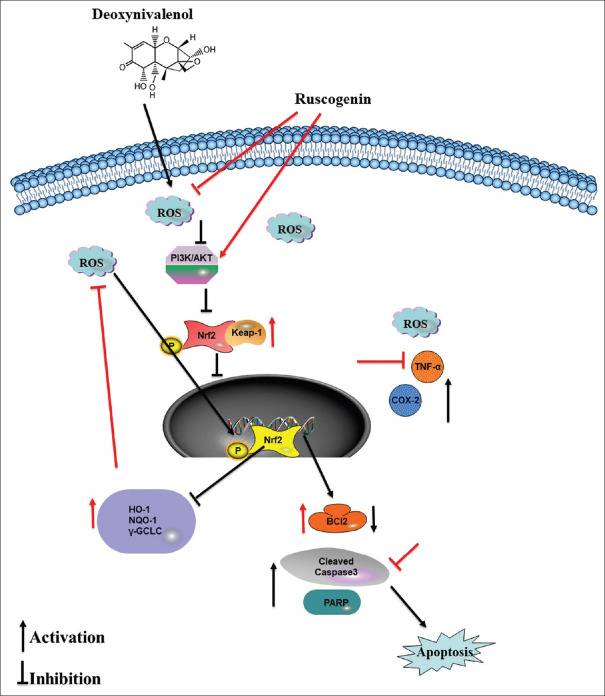 Deoxynivalenol
H
O
H
OH
O
O
HO
O
H
Ruscogenin
ROS
ROS
PI3K/AKT
ROS
Nrf2
Keap-1
P
ROS
TNF-α
COX-2
P
Nrf2
HO-1
NQO-1
γ-GCLC
BCl2
Cleaved
Caspase3
PARP
Activation
Inhibition
Apoptosis